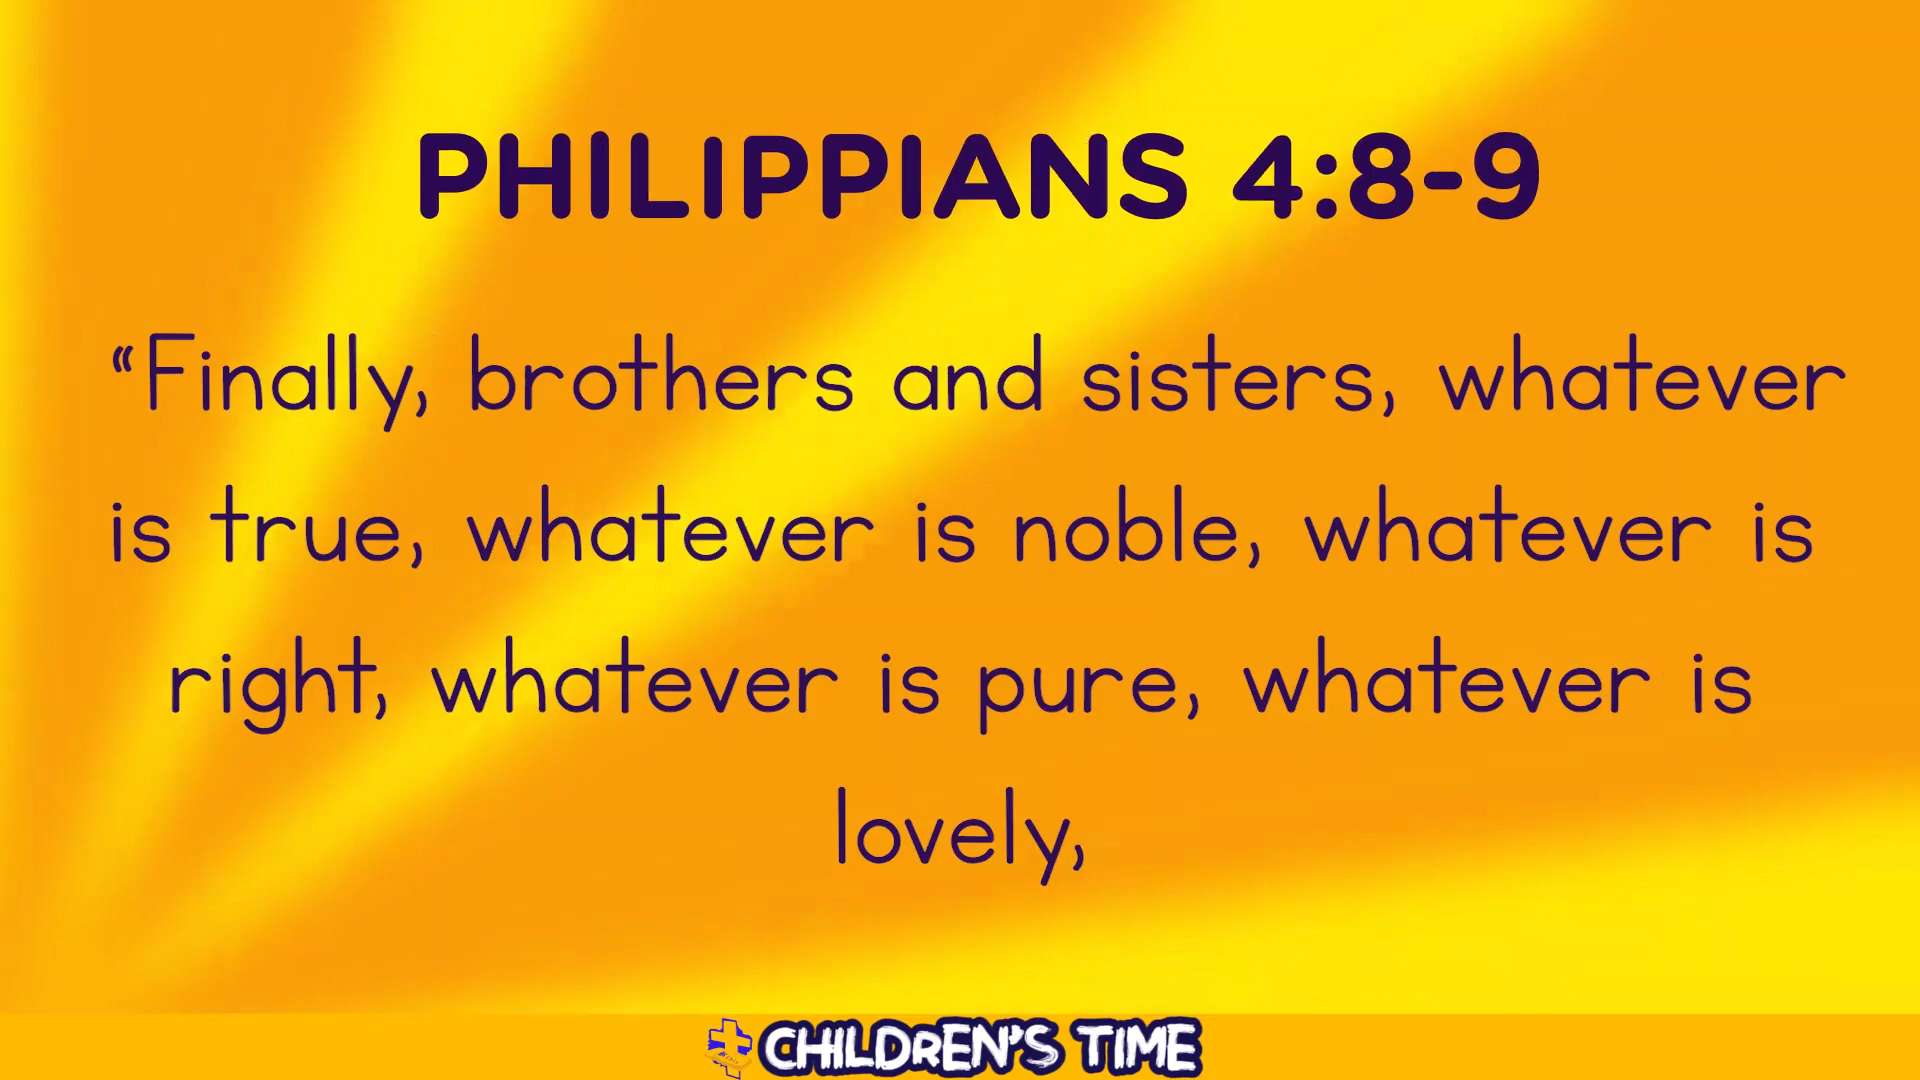 PHILIPPIANS 4:8-9
“Finally, brothers and sisters, whatever
is true, whatever is noble, whatever is
right, whatever is pure, whatever is
lovely,
CHILDREN'S TIME